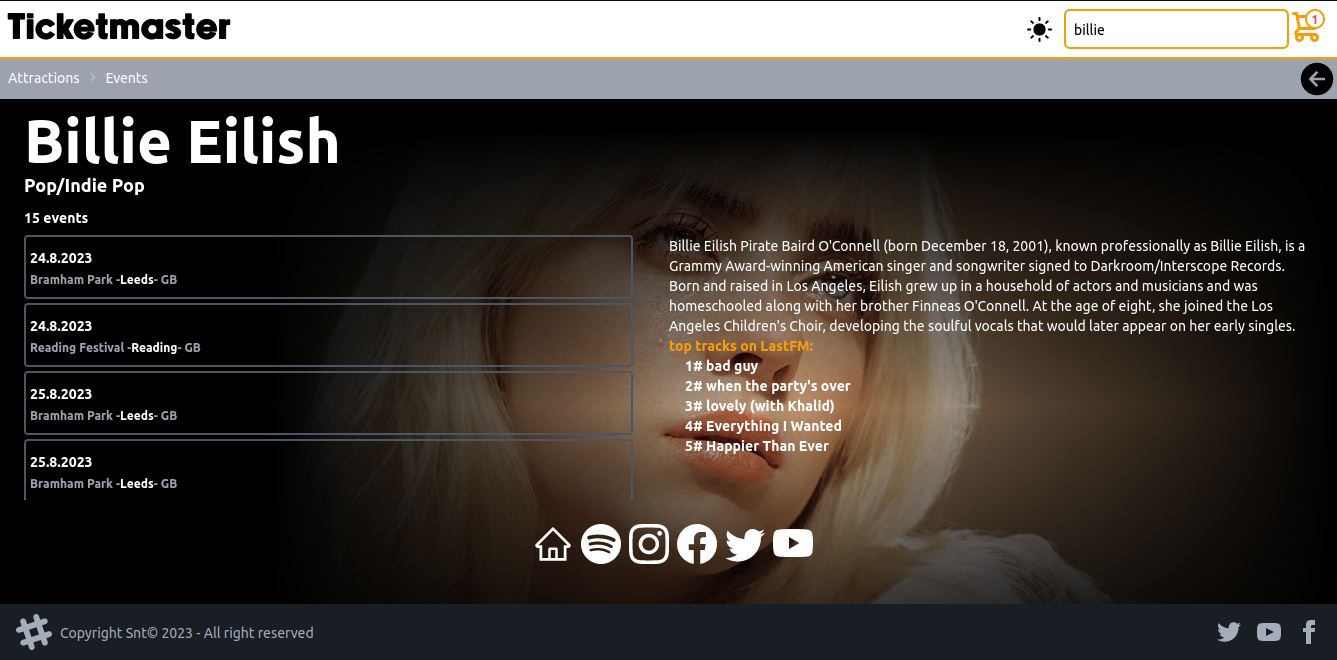 Ticketmaster
billie
1
Attractions > Events
Billie Eilish
Pop/Indie Pop
15 events
24.8.2023
Bramham Park -Leeds- GB
24.8.2023
Reading Festival -Reading- GB
25.8.2023
Bramham Park -Leeds- GB
25.8.2023
Bramham Park -Leeds- GB
Billie Eilish Pirate Baird O'Connell (born December 18, 2001), known professionally as Billie Eilish, is a
Grammy Award-winning American singer and songwriter signed to Darkroom/Interscope Records.
Born and raised in Los Angeles, Eilish grew up in a household of actors and musicians and was
homeschooled along with her brother Finneas O'Connell. At the age of eight, she joined the Los
Angeles Children's Choir, developing the soulful vocals that would later appear on her early singles.
top tracks on LastFM:
1# bad guy
2# when the party's over
3# lovely (with Khalid)
4# Everything I Wanted
5# Happier Than Ever
Copyright Snt© 2023 - All right reserved